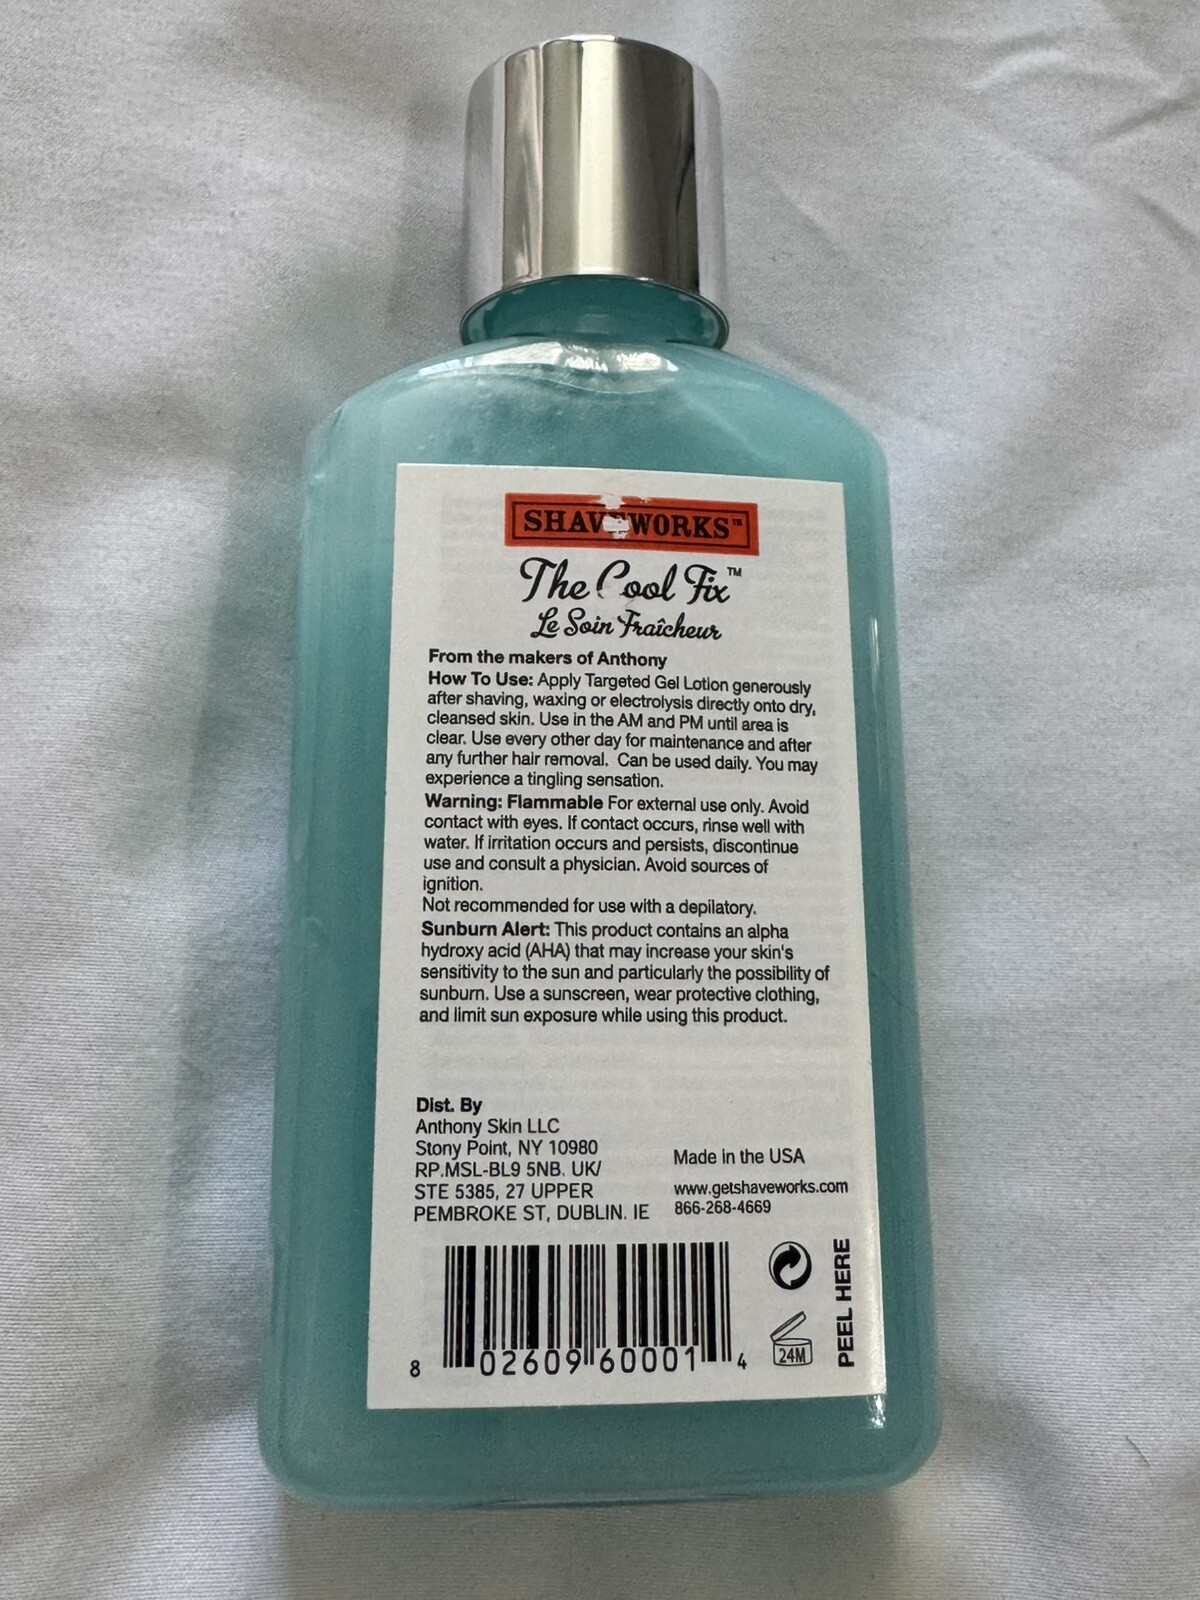 SHAVEWORKS™
The Cool Fix™
Le Soin Fraîcheur
From the makers of Anthony
How To Use: Apply Targeted Gel Lotion generously
after shaving, waxing or electrolysis directly onto dry,
cleansed skin. Use in the AM and PM until area is
clear. Use every other day for maintenance and after
any further hair removal. Can be used daily. You may
experience a tingling sensation.
Warning: Flammable For external use only. Avoid
contact with eyes. If contact occurs, rinse well with
water. If irritation occurs and persists, discontinue
use and consult a physician. Avoid sources of
ignition.
Not recommended for use with a depilatory.
Sunburn Alert: This product contains an alpha
hydroxy acid (AHA) that may increase your skin's
sensitivity to the sun and particularly the possibility of
sunburn. Use a sunscreen, wear protective clothing,
and limit sun exposure while using this product.
Dist. By
Anthony Skin LLC
Stony Point, NY 10980
RP.MSL-BL9 5NB. UK/
STE 5385, 27 UPPER
PEMBROKE ST, DUBLIN. IE
Made in the USA
www.getshaveworks.com
866-268-4669
8 02609 60001 4
24M
PEEL HERE